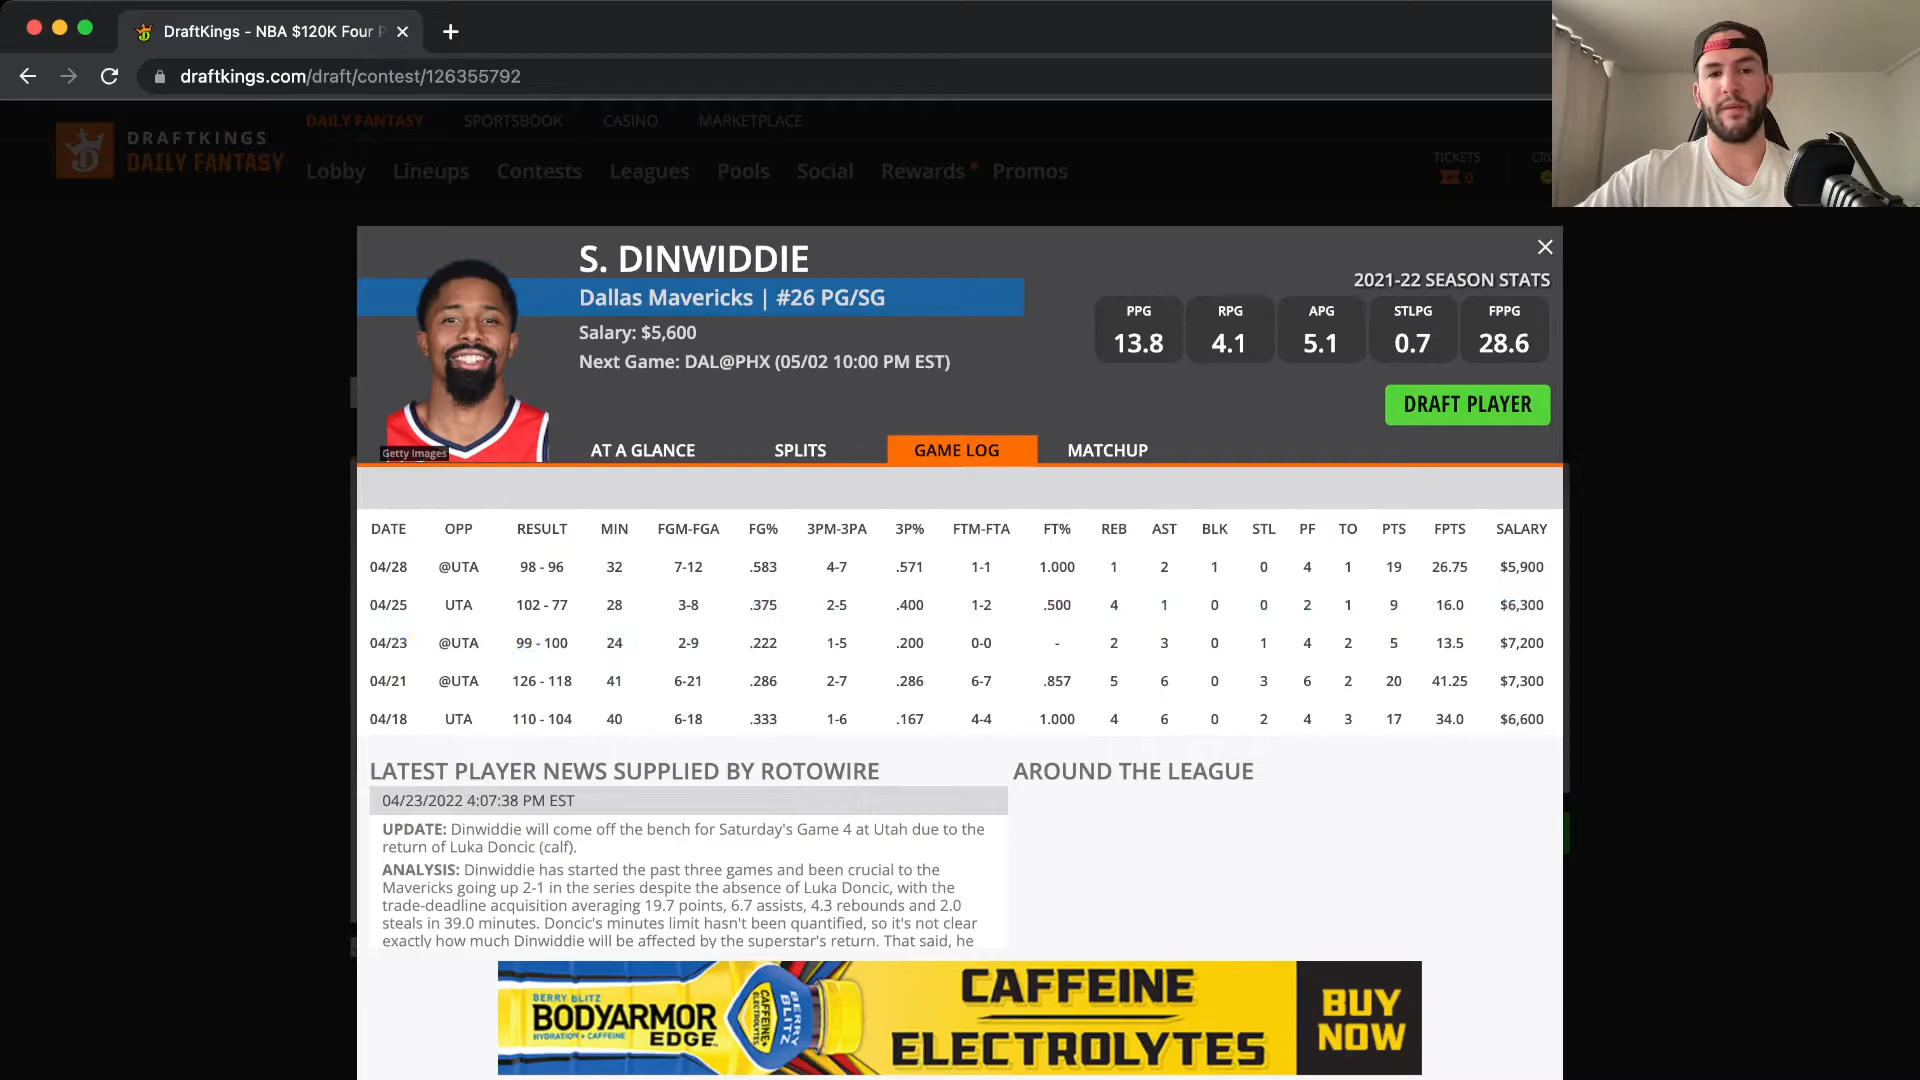 DraftKings - NBA $120K Four P
draftkings.com/draft/contest/126355792
DAILY FANTASY SPORTSBOOK CASINO MARKETPLACE
DRAFTKINGS
DAILY FANTASY
Lobby Lineups Contests Leagues Pools Social Rewards Promos
TICKETS
0
CRO
S. DINWIDDIE
Dallas Mavericks | #26 PG/SG
Salary: $5,600
Next Game: DAL@PHX (05/02 10:00 PM EST)
Getty Images
2021-22 SEASON STATS
PPG RPG APG STLPG FPPG
13.8 4.1 5.1 0.7 28.6
DRAFT PLAYER
AT A GLANCE SPLITS GAME LOG MATCHUP
DATE OPP RESULT MIN FGM-FGA FG% 3PM-3PA 3P% FTM-FTA FT% REB AST BLK STL PF TO PTS FPTS SALARY
04/28 @UTA 98 - 96 32 7-12 .583 4-7 .571 1-1 1.000 1 2 1 0 4 1 19 26.75 $5,900
04/25 UTA 102 - 77 28 3-8 .375 2-5 .400 1-2 .500 4 1 0 0 2 1 9 16.0 $6,300
04/23 @UTA 99 - 100 24 2-9 .222 1-5 .200 0-0 - 2 3 0 1 4 2 5 13.5 $7,200
04/21 @UTA 126 - 118 41 6-21 .286 2-7 .286 6-7 .857 5 6 0 3 6 2 20 41.25 $7,300
04/18 UTA 110 - 104 40 6-18 .333 1-6 .167 4-4 1.000 4 6 0 2 4 3 17 34.0 $6,600
LATEST PLAYER NEWS SUPPLIED BY ROTOWIRE
04/23/2022 4:07:38 PM EST
UPDATE: Dinwiddie will come off the bench for Saturday's Game 4 at Utah due to the
return of Luka Doncic (calf).
ANALYSIS: Dinwiddie has started the past three games and been crucial to the
Mavericks going up 2-1 in the series despite the absence of Luka Doncic, with the
trade-deadline acquisition averaging 19.7 points, 6.7 assists, 4.3 rebounds and 2.0
steals in 39.0 minutes. Doncic's minutes limit hasn't been quantified, so it's not clear
exactly how much Dinwiddie will be affected by the superstar's return. That said, he
AROUND THE LEAGUE
BERRY BLITZ
BODYARMOR
EDGE
HYDRATION + CAFFEINE
CAFFEINE
ELECTROLYTES
BERRY BLITZ
CAFFEINE
ELECTROLYTES
BUY
NOW